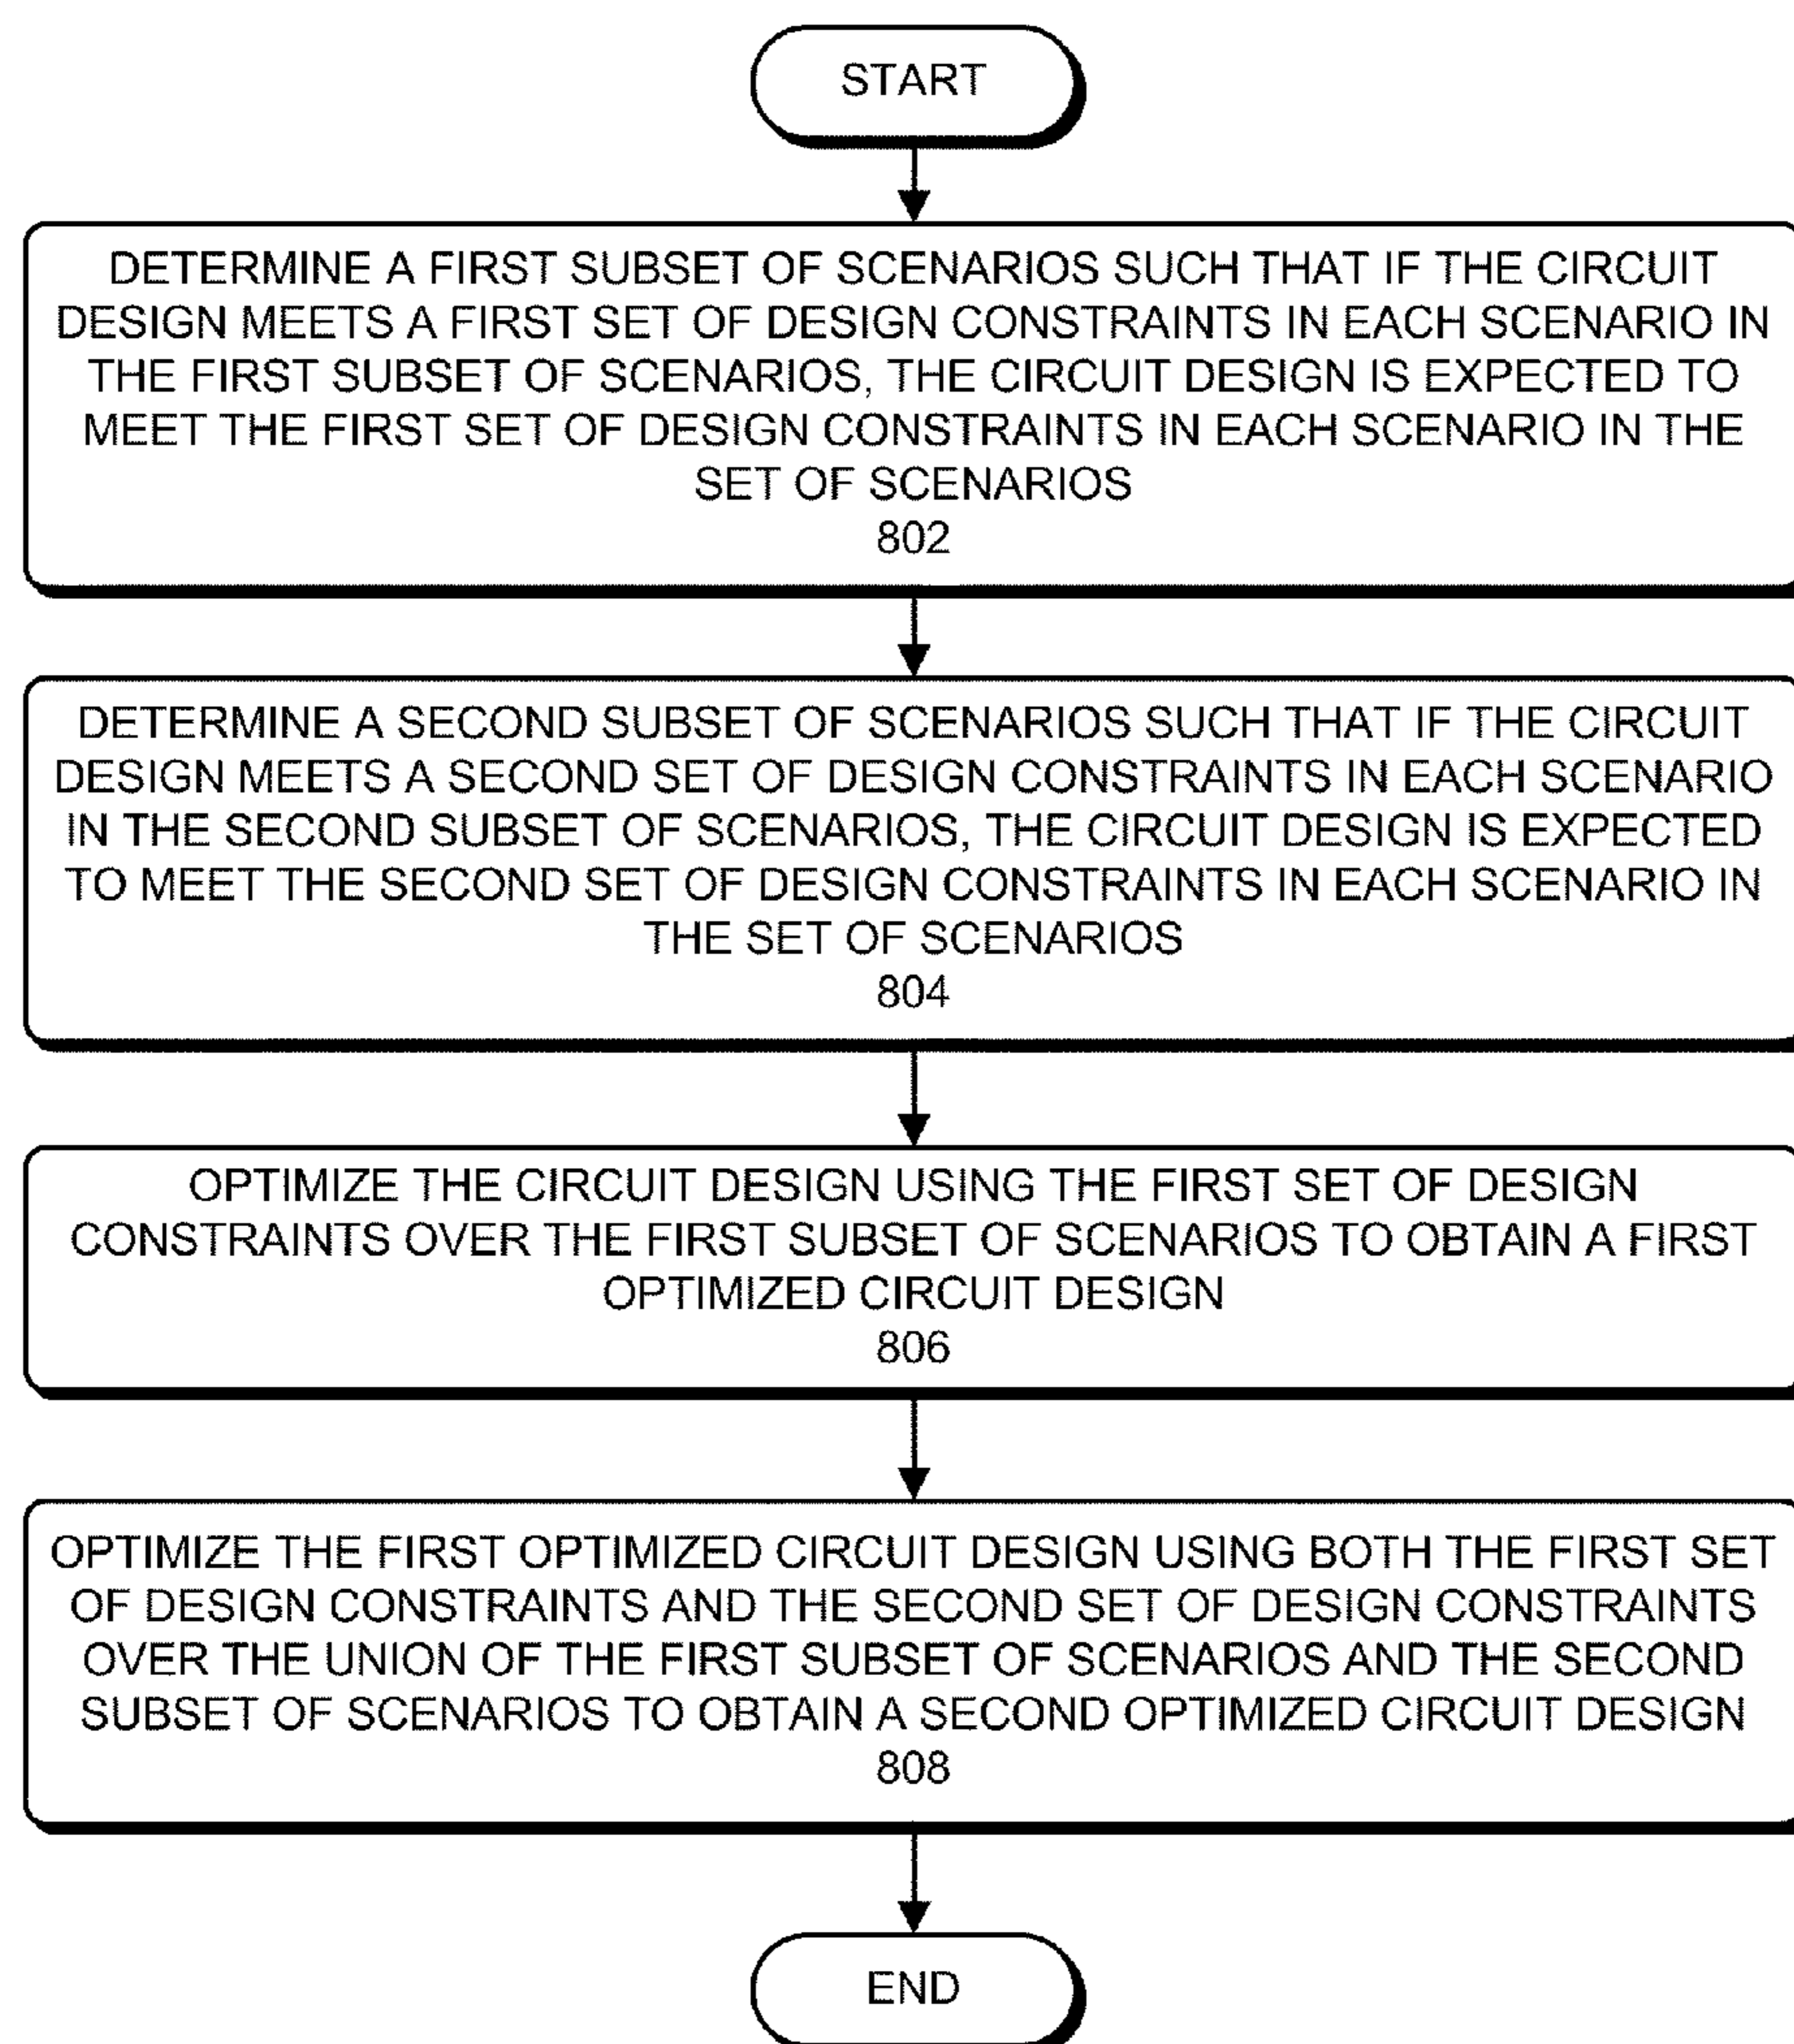 START
DETERMINE A FIRST SUBSET OF SCENARIOS SUCH THAT IF THE CIRCUIT
DESIGN MEETS A FIRST SET OF DESIGN CONSTRAINTS IN EACH SCENARIO IN
THE FIRST SUBSET OF SCENARIOS, THE CIRCUIT DESIGN IS EXPECTED TO
MEET THE FIRST SET OF DESIGN CONSTRAINTS IN EACH SCENARIO IN THE
SET OF SCENARIOS
802
DETERMINE A SECOND SUBSET OF SCENARIOS SUCH THAT IF THE CIRCUIT
DESIGN MEETS A SECOND SET OF DESIGN CONSTRAINTS IN EACH SCENARIO
IN THE SECOND SUBSET OF SCENARIOS, THE CIRCUIT DESIGN IS EXPECTED
TO MEET THE SECOND SET OF DESIGN CONSTRAINTS IN EACH SCENARIO IN
THE SET OF SCENARIOS
804
OPTIMIZE THE CIRCUIT DESIGN USING THE FIRST SET OF DESIGN
CONSTRAINTS OVER THE FIRST SUBSET OF SCENARIOS TO OBTAIN A FIRST
OPTIMIZED CIRCUIT DESIGN
806
OPTIMIZE THE FIRST OPTIMIZED CIRCUIT DESIGN USING BOTH THE FIRST SET
OF DESIGN CONSTRAINTS AND THE SECOND SET OF DESIGN CONSTRAINTS
OVER THE UNION OF THE FIRST SUBSET OF SCENARIOS AND THE SECOND
SUBSET OF SCENARIOS TO OBTAIN A SECOND OPTIMIZED CIRCUIT DESIGN
808
END